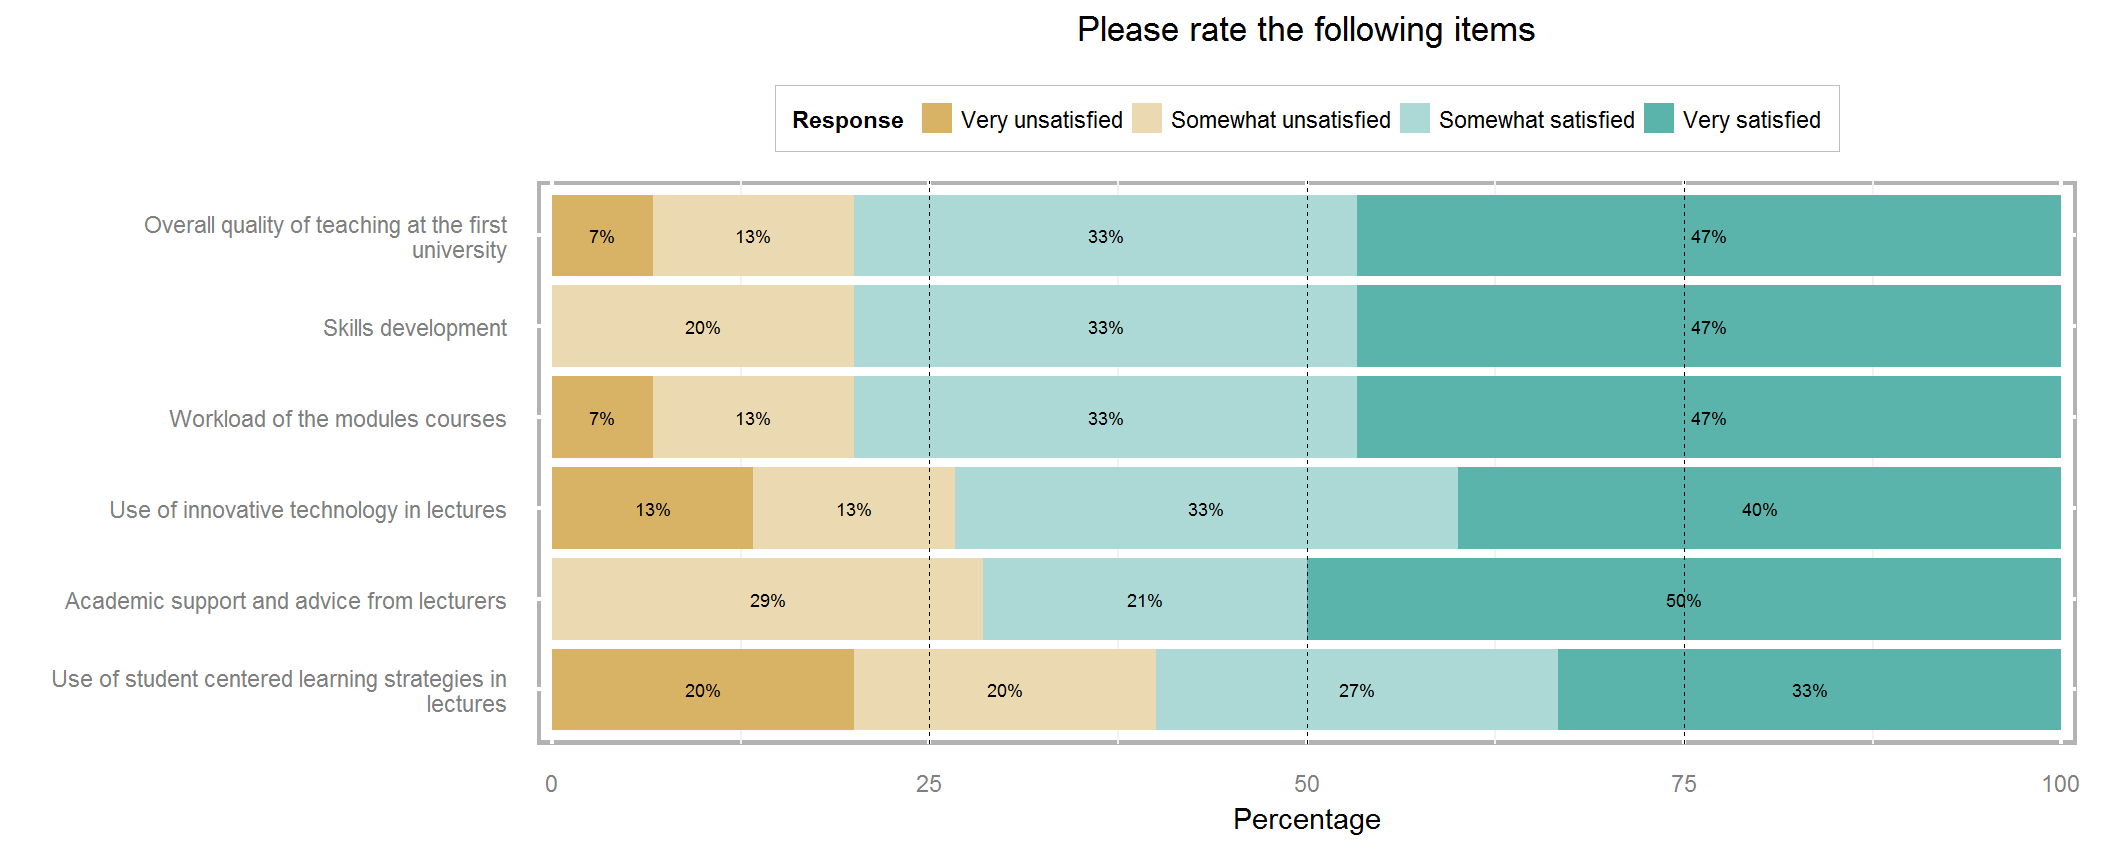 Please rate the following items
Response Very unsatisfied Somewhat unsatisfied Somewhat satisfied Very satisfied
Overall quality of teaching at the first
university
7% 13% 33% 47%
Skills development
20% 33% 47%
Workload of the modules courses
7% 13% 33% 47%
Use of innovative technology in lectures
13% 13% 33% 40%
Academic support and advice from lecturers
29% 21% 50%
Use of student centered learning strategies in
lectures
20% 20% 27% 33%
0 25 50 75 100
Percentage